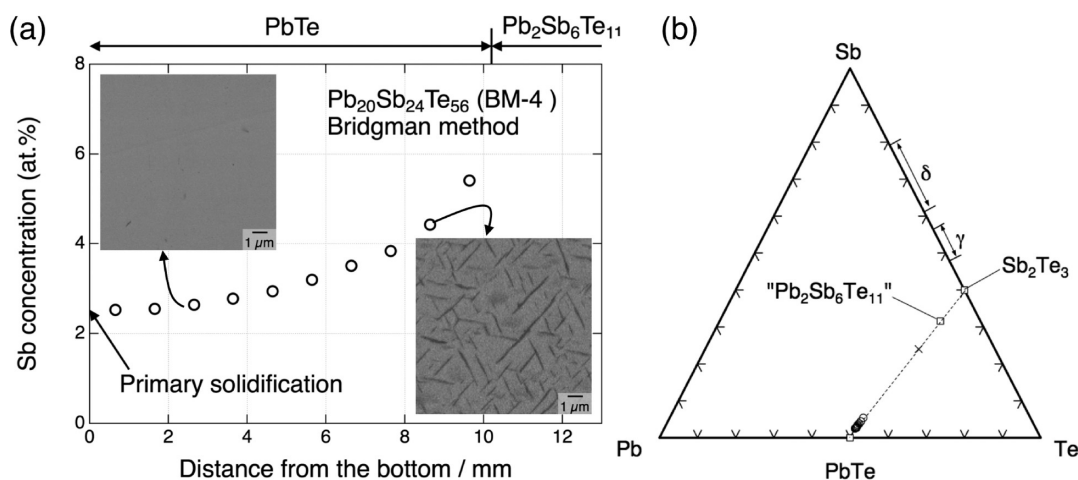 (a)
PbTe
Pb₂Sb₆Te₁₁
8
6
4
2
0
Sb concentration (at.%)
Pb₂₀Sb₂₄Te₅₆ (BM-4 )
Bridgman method
1 μm
1 μm
Primary solidification
0
2
4
6
8
10
12
Distance from the bottom / mm
(b)
Sb
δ
γ
Sb₂Te₃
"Pb₂Sb₆Te₁₁"
Pb
PbTe
Te